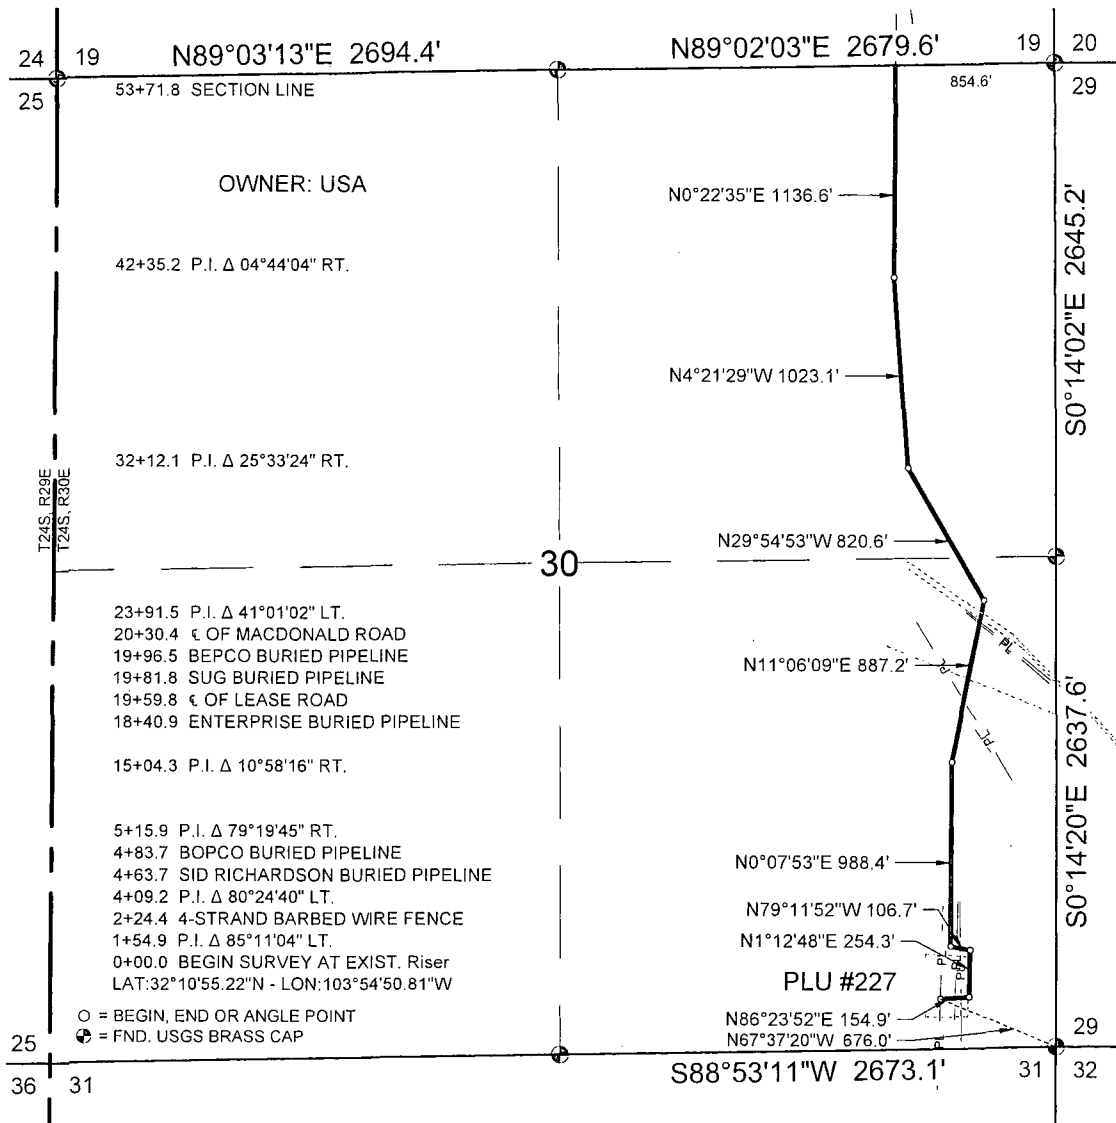 24 19 N89°03'13"E 2694.4' N89°02'03"E 2679.6' 19 20
25 29
53+71.8 SECTION LINE
854.6'
OWNER: USA
N0°22'35"E 1136.6'
S0°14'02"E 2645.2'
42+35.2 P.I. Δ 04°44'04" RT.
N4°21'29"W 1023.1'
32+12.1 P.I. Δ 25°33'24" RT.
T24S, R29E
T24S, R30E
N29°54'53"W 820.6'
30
23+91.5 P.I. Δ 41°01'02" LT.
20+30.4 ℄ OF MACDONALD ROAD
19+96.5 BEPCO BURIED PIPELINE
19+81.8 SUG BURIED PIPELINE
19+59.8 ℄ OF LEASE ROAD
18+40.9 ENTERPRISE BURIED PIPELINE
PL
N11°06'09"E 887.2'
PL
S0°14'20"E 2637.6'
15+04.3 P.I. Δ 10°58'16" RT.
5+15.9 P.I. Δ 79°19'45" RT.
4+83.7 BOPCO BURIED PIPELINE
4+63.7 SID RICHARDSON BURIED PIPELINE
4+09.2 P.I. Δ 80°24'40" LT.
2+24.4 4-STRAND BARBED WIRE FENCE
1+54.9 P.I. Δ 85°11'04" LT.
0+00.0 BEGIN SURVEY AT EXIST. Riser
LAT:32°10'55.22"N - LON:103°54'50.81"W
N0°07'53"E 988.4'
N79°11'52"W 106.7'
N1°12'48"E 254.3'
PLU #227
N86°23'52"E 154.9'
N67°37'20"W 676.0'
○ = BEGIN, END OR ANGLE POINT
= FND. USGS BRASS CAP
25 29
36 31 S88°53'11"W 2673.1' 31 32